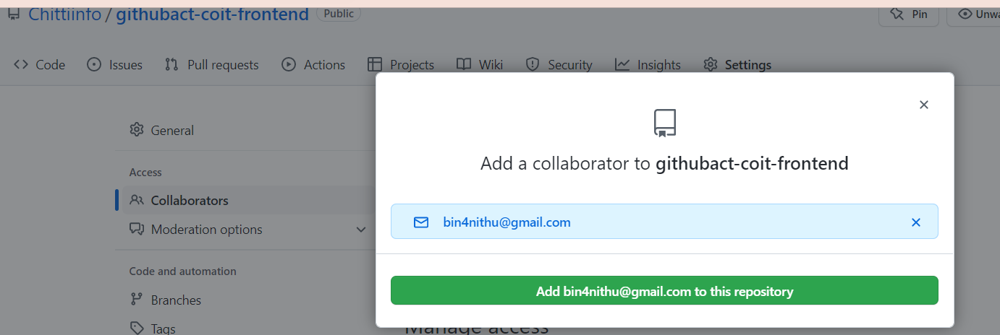 Chittiinfo / githubact-coit-frontend Public
Pin
Unwa
Code Issues Pull requests Actions Projects Wiki Security Insights Settings
General
Access
Collaborators
Moderation options
Code and automation
Branches
Tags
Add a collaborator to githubact-coit-frontend
bin4nithu@gmail.com
Add bin4nithu@gmail.com to this repository
Manage access